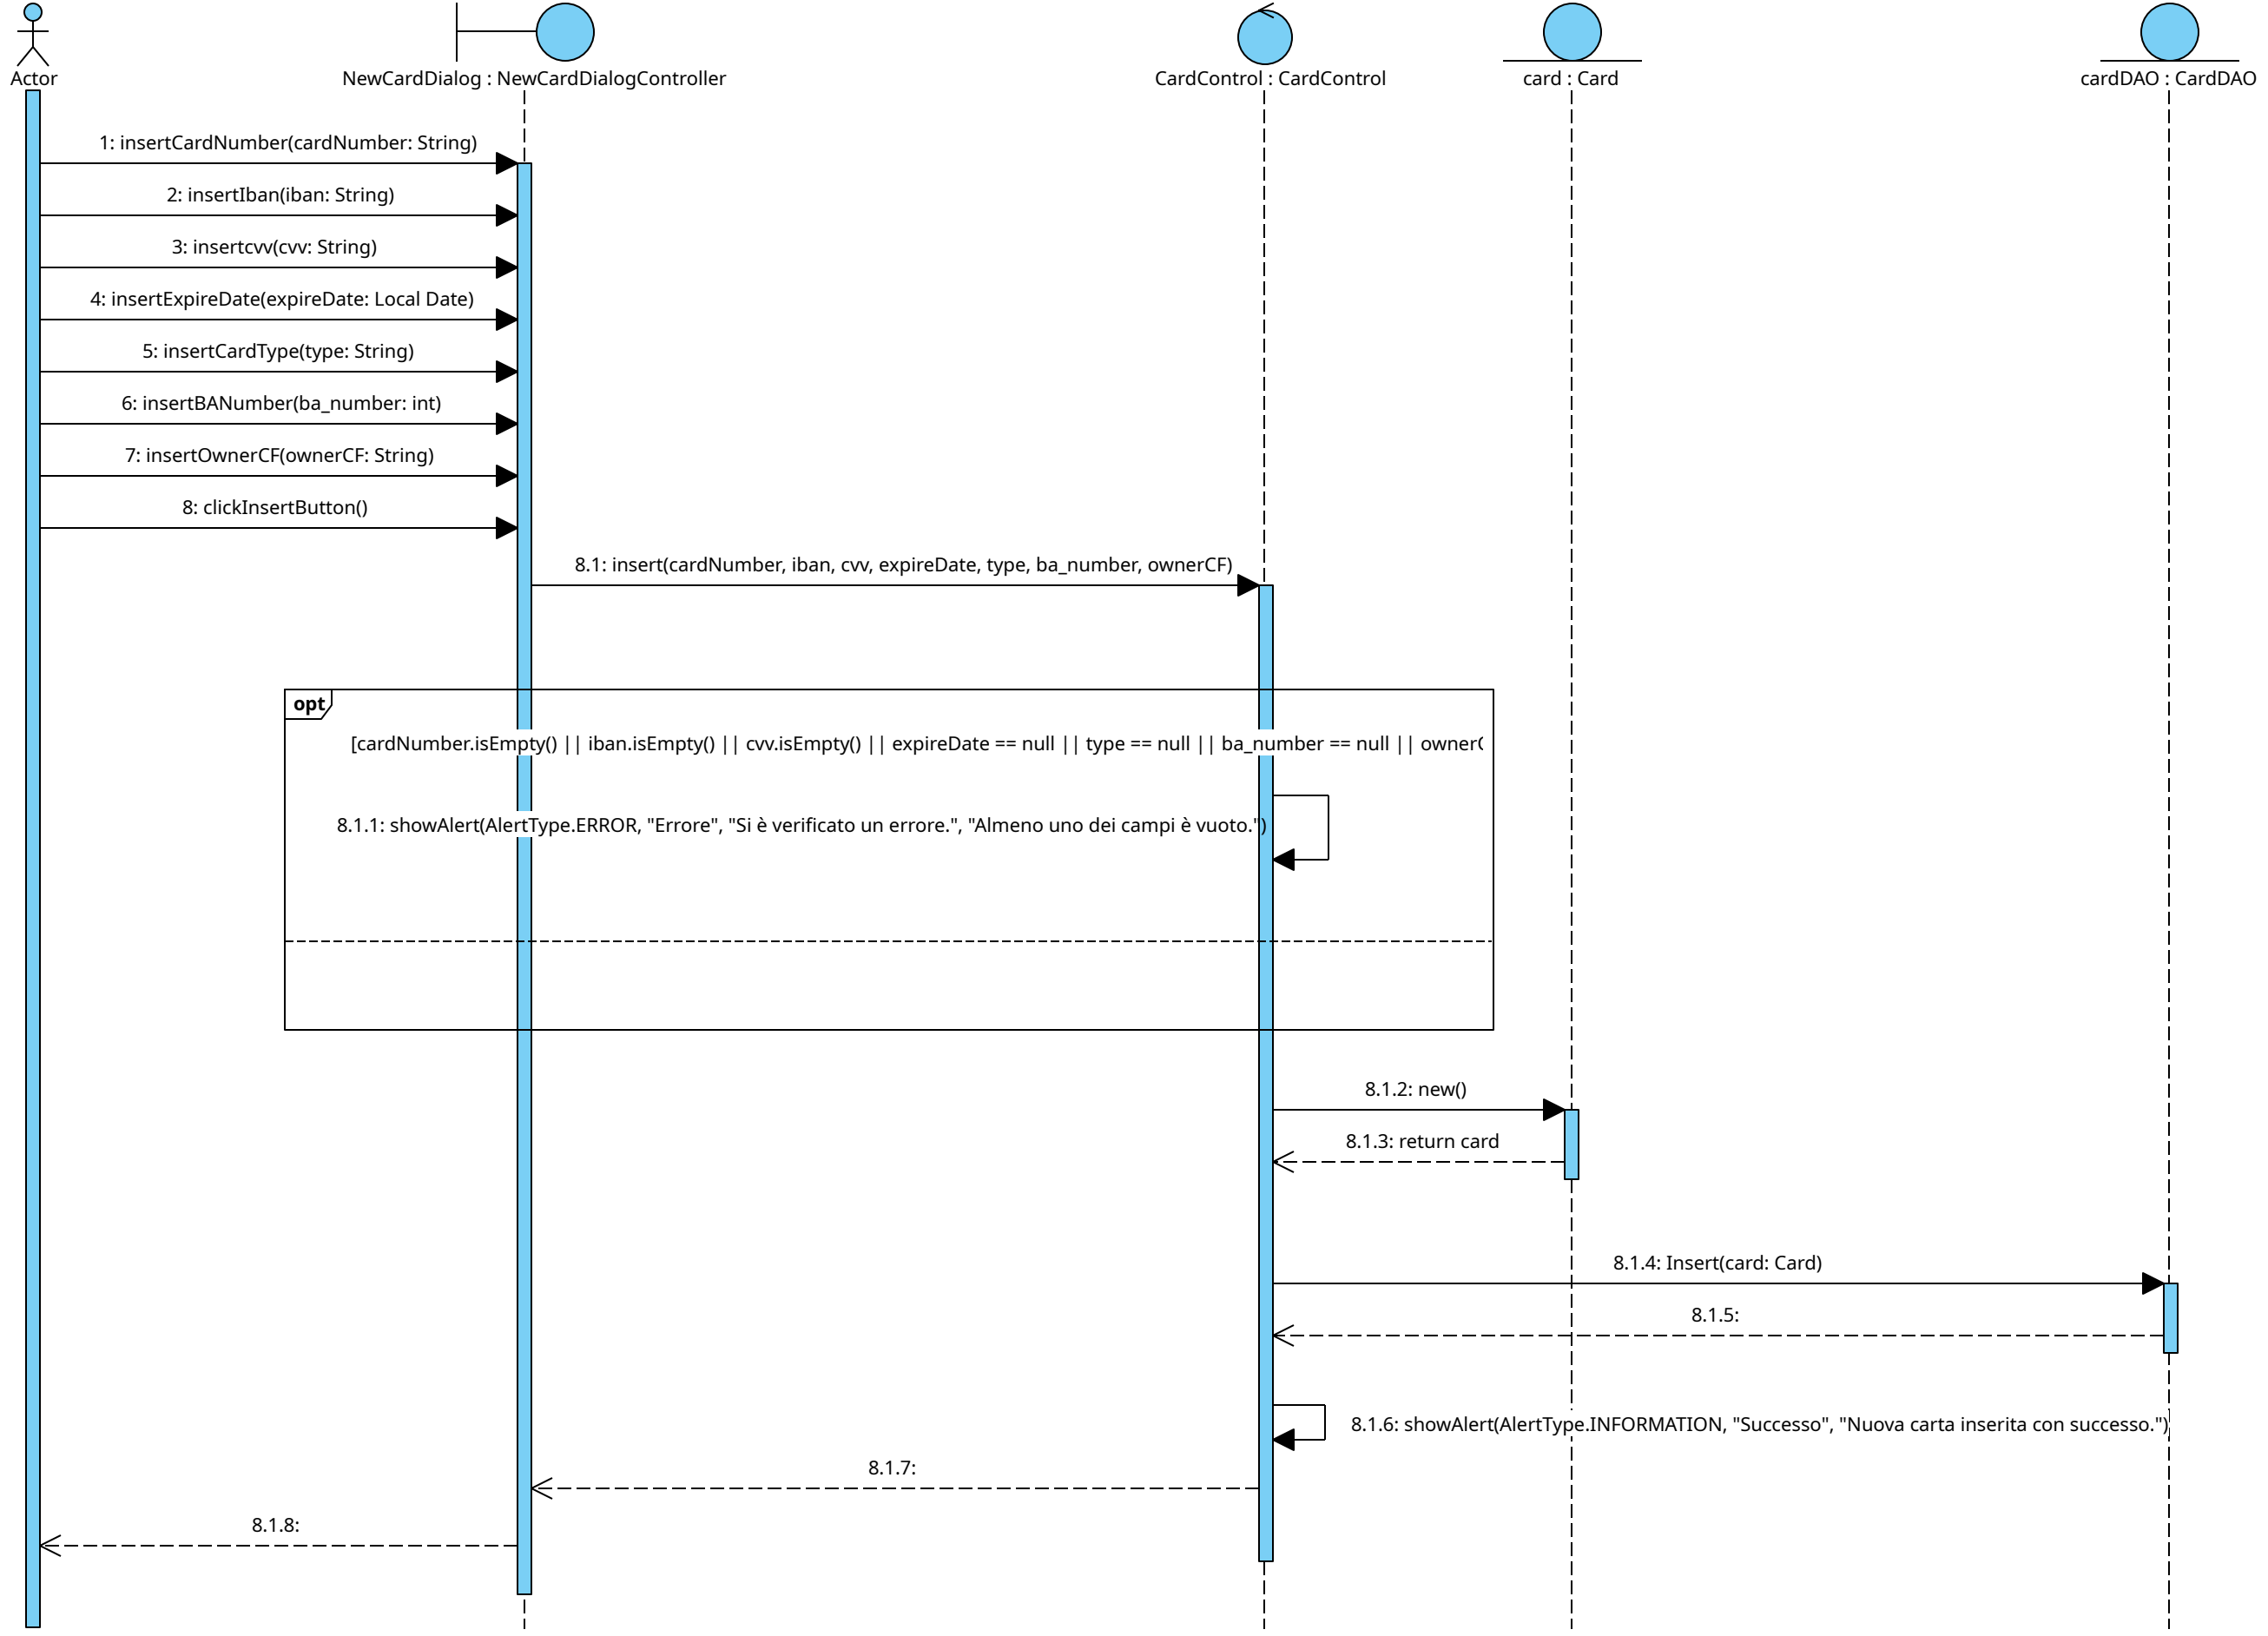 Actor
NewCardDialog : NewCardDialogController
CardControl : CardControl
card : Card
cardDAO : CardDAO
1: insertCardNumber(cardNumber: String)
2: insertIban(iban: String)
3: insertcvv(cvv: String)
4: insertExpireDate(expireDate: Local Date)
5: insertCardType(type: String)
6: insertBANumber(ba_number: int)
7: insertOwnerCF(ownerCF: String)
8: clickInsertButton()
8.1: insert(cardNumber, iban, cvv, expireDate, type, ba_number, ownerCF)
opt
[cardNumber.isEmpty() || iban.isEmpty() || cvv.isEmpty() || expireDate == null || type == null || ba_number == null ||
8.1.1: showAlert(AlertType.ERROR, "Errore", "Si è verificato un errore.", "Almeno uno dei campi è vuoto.")
8.1.2: new()
8.1.3: return card
8.1.4: Insert(card: Card)
8.1.5:
8.1.6: showAlert(AlertType.INFORMATION, "Successo", "Nuova carta inserita con successo.")
8.1.7:
8.1.8: